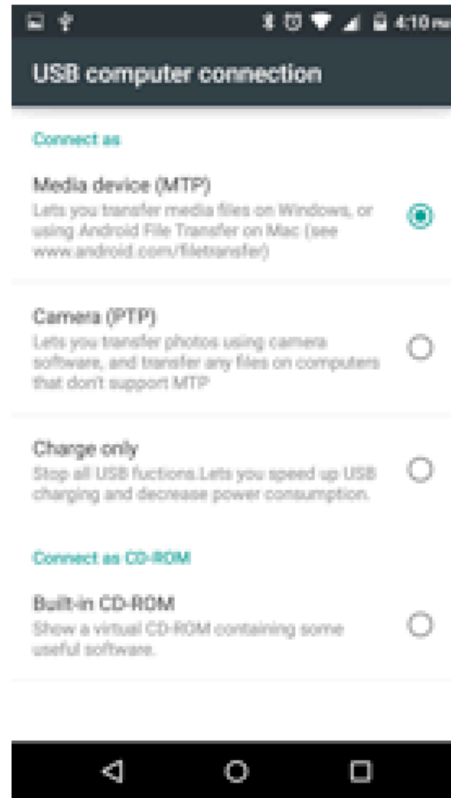 4:10 PM
USB computer connection
Connect as
Media device (MTP)
Lets you transfer media files on Windows, or
using Android File Transfer on Mac (see
www.android.com/filetransfer)
Camera (PTP)
Lets you transfer photos using camera
software, and transfer any files on computers
that don't support MTP
Charge only
Stop all USB fuctions.Lets you speed up USB
charging and decrease power consumption.
Connect as CD-ROM
Built-in CD-ROM
Show a virtual CD-ROM containing some
useful software.